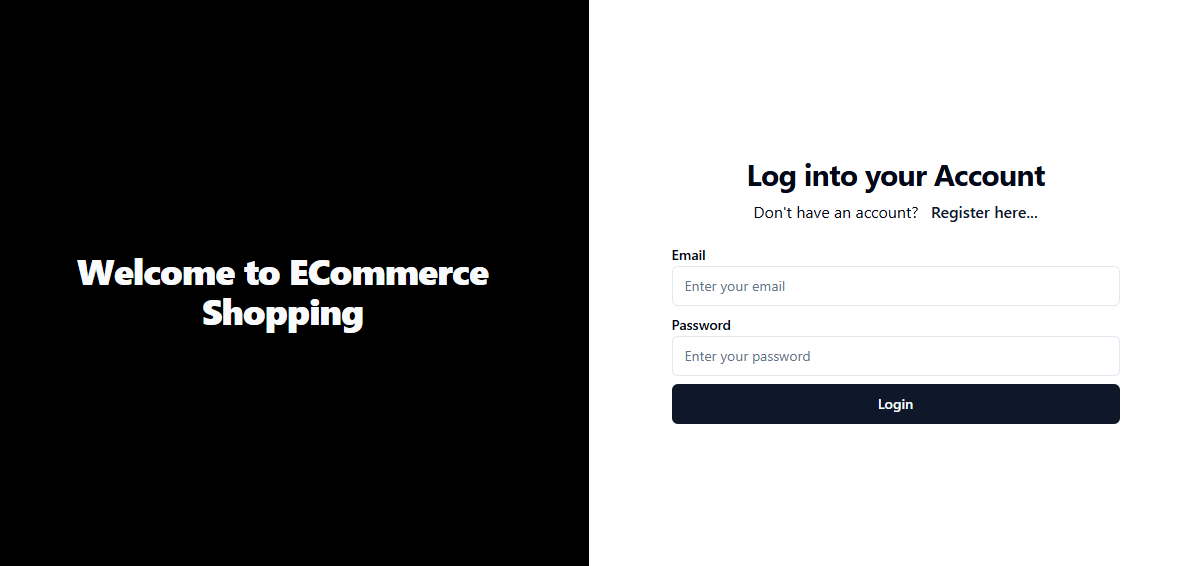 Welcome to ECommerce
Shopping
Log into your Account
Don't have an account? Register here...
Email
Enter your email
Password
Enter your password
Login